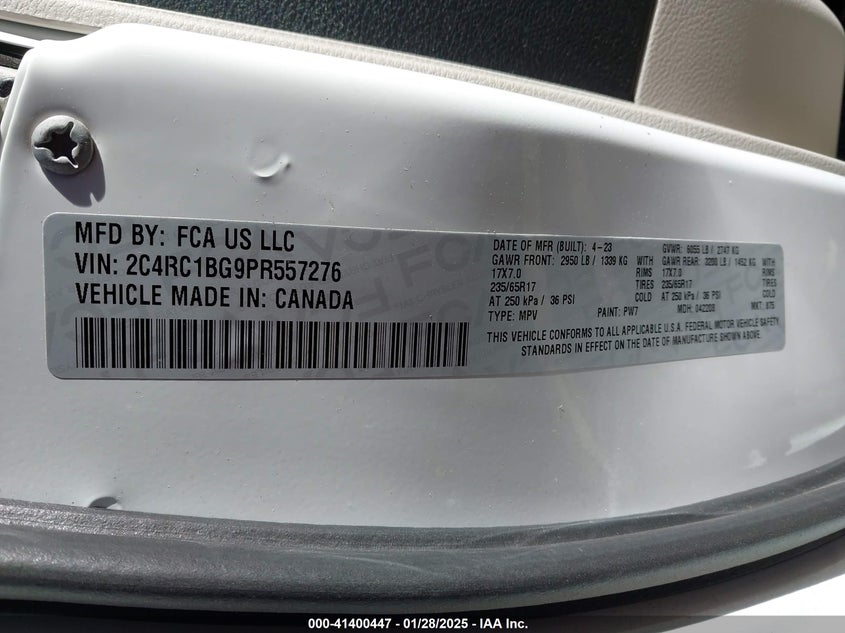 MFD BY: FCA US LLC
VIN: 2C4RC1BG9PR557276
VEHICLE MADE IN: CANADA
DATE OF MFR (BUILT): 4-23 GVWR: 6055 LB / 2747 KG
GAWR FRONT: 2950 LB / 1339 KG WITH GAWR REAR: 3200 LB / 1452 KG WITH
17X7.0 RIMS 17X7.0 RIMS
235/65R17 TIRES 235/65R17 TIRES
AT 250 kPa / 36 PSI COLD AT 250 kPa / 36 PSI COLD
TYPE: MPV PAINT: PW7 MDH: 042208 MKT: 875
THIS VEHICLE CONFORMS TO ALL APPLICABLE U.S.A. FEDERAL MOTOR VEHICLE SAFETY
STANDARDS IN EFFECT ON THE DATE OF MANUFACTURE SHOWN ABOVE.
000-41400447 - 01/28/2025 - IAA Inc.